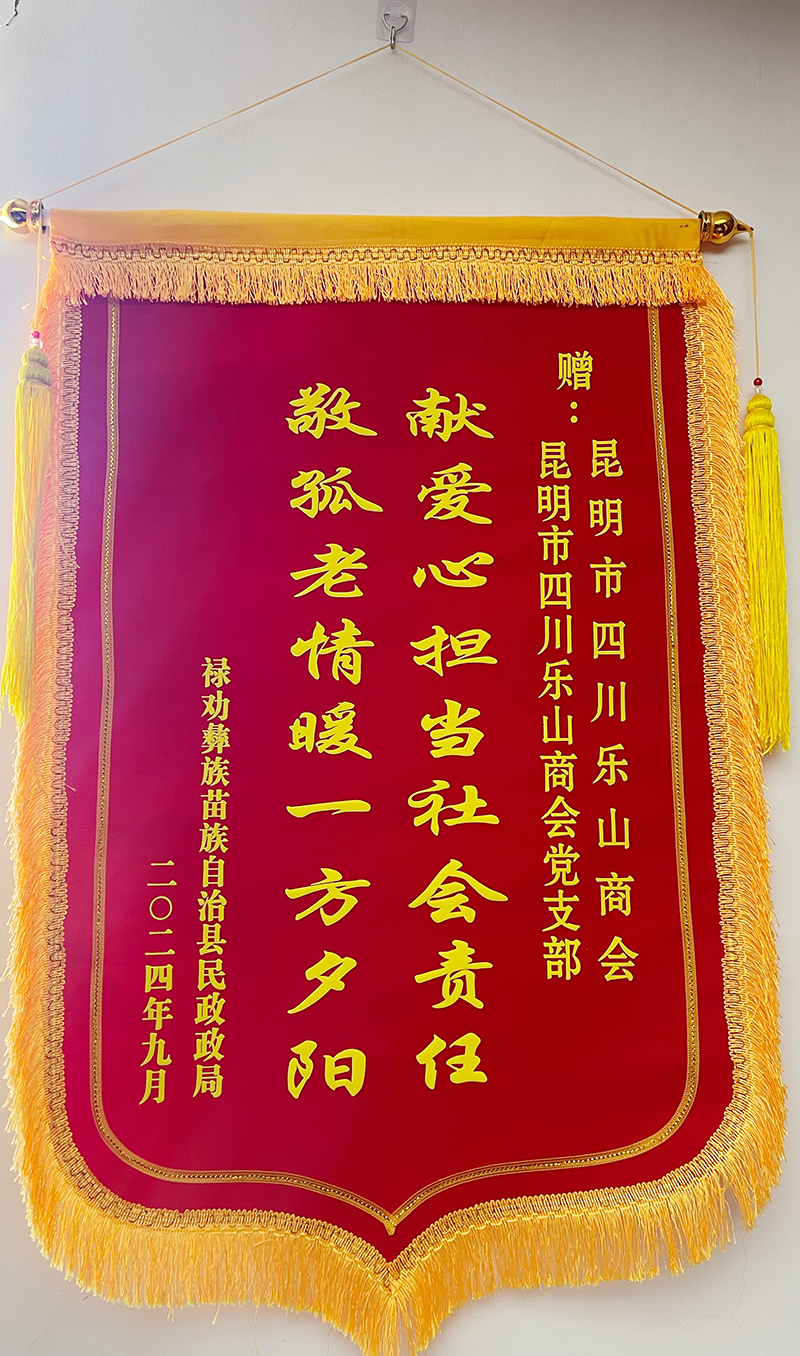 赠：
昆明市四川乐山商会
昆明市四川乐山商会党支部
献爱心担当社会责任
敬孤老情暖一方夕阳
禄劝彝族苗族自治县民政政局
二〇二四年九月